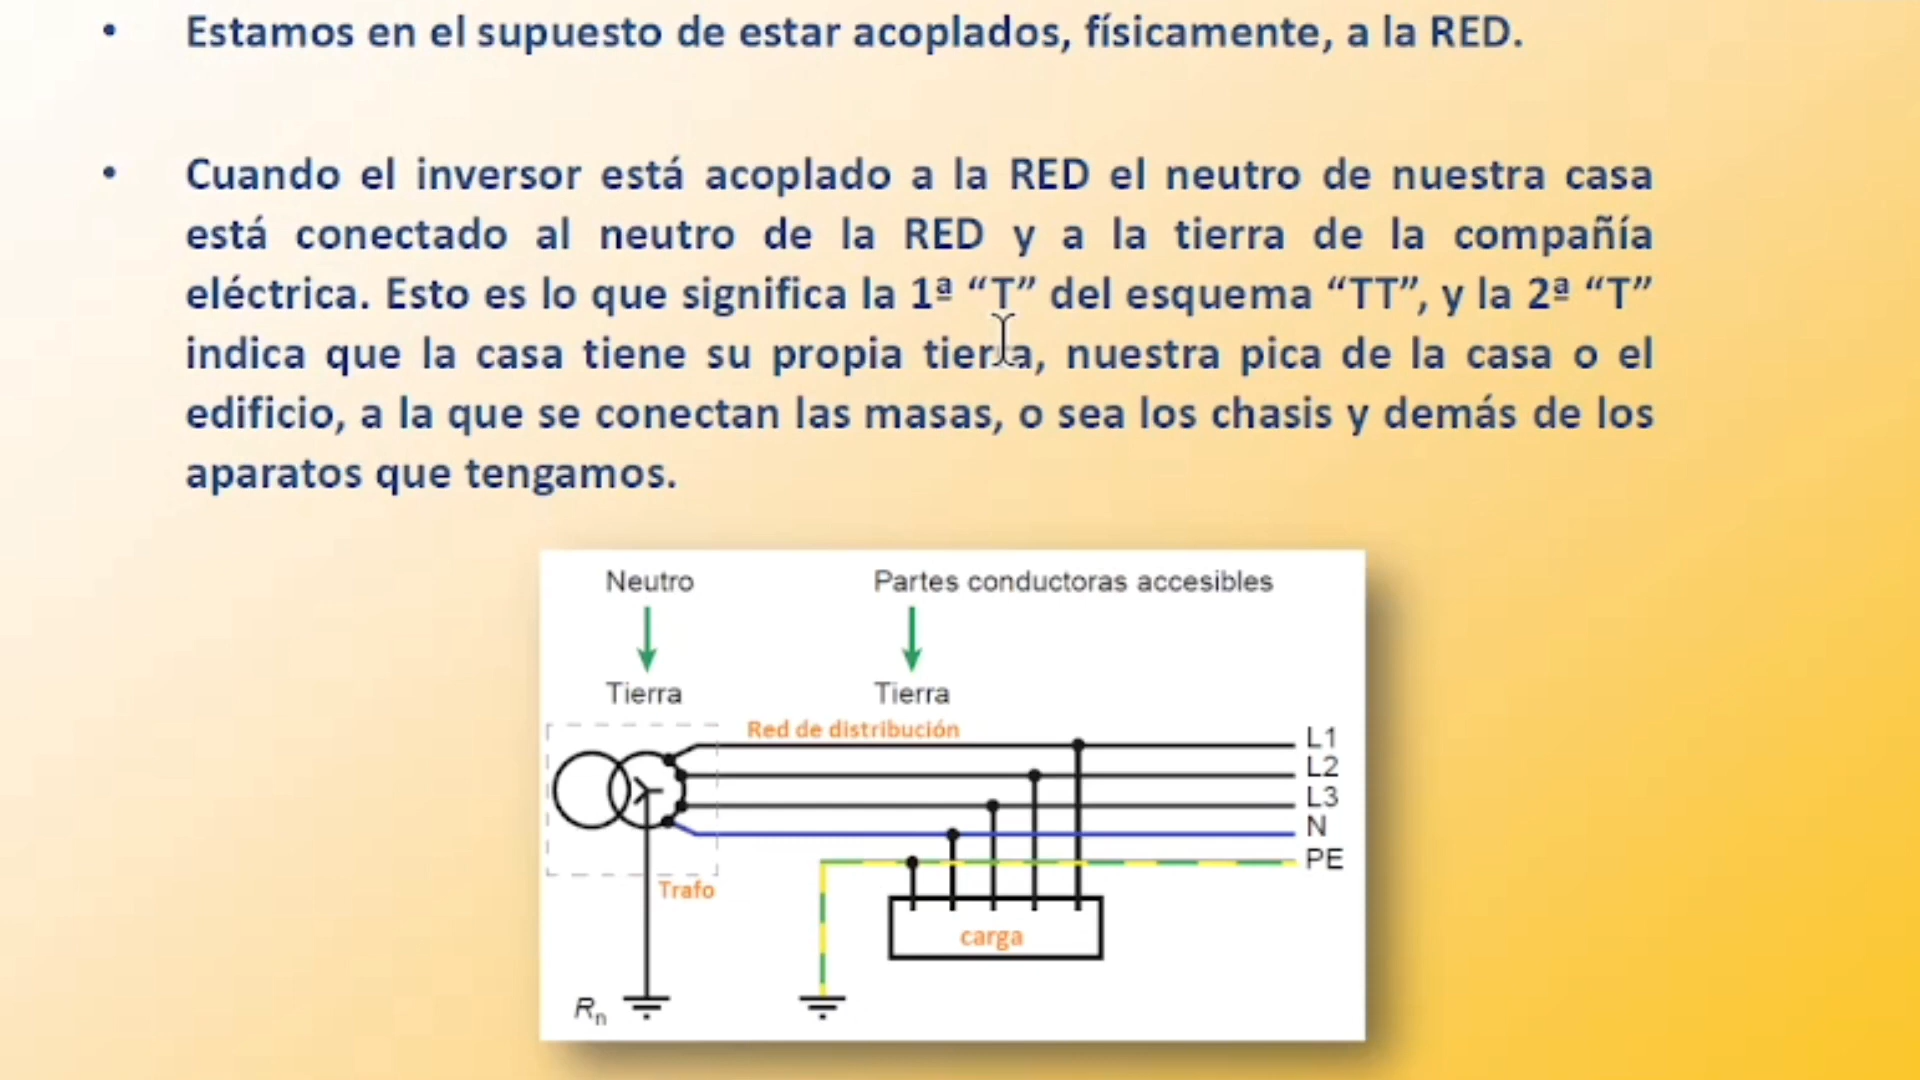 • Estamos en el supuesto de estar acoplados, físicamente, a la RED.
• Cuando el inversor está acoplado a la RED el neutro de nuestra casa
está conectado al neutro de la RED y a la tierra de la compañía
eléctrica. Esto es lo que significa la 1ª “T” del esquema “TT”, y la 2ª “T”
indica que la casa tiene su propia tierra, nuestra pica de la casa o el
edificio, a la que se conectan las masas, o sea los chasis y demás de los
aparatos que tengamos.
Neutro
Partes conductoras accesibles
Tierra
Tierra
Red de distribución
L1
L2
L3
N
PE
Trafo
carga
Rn